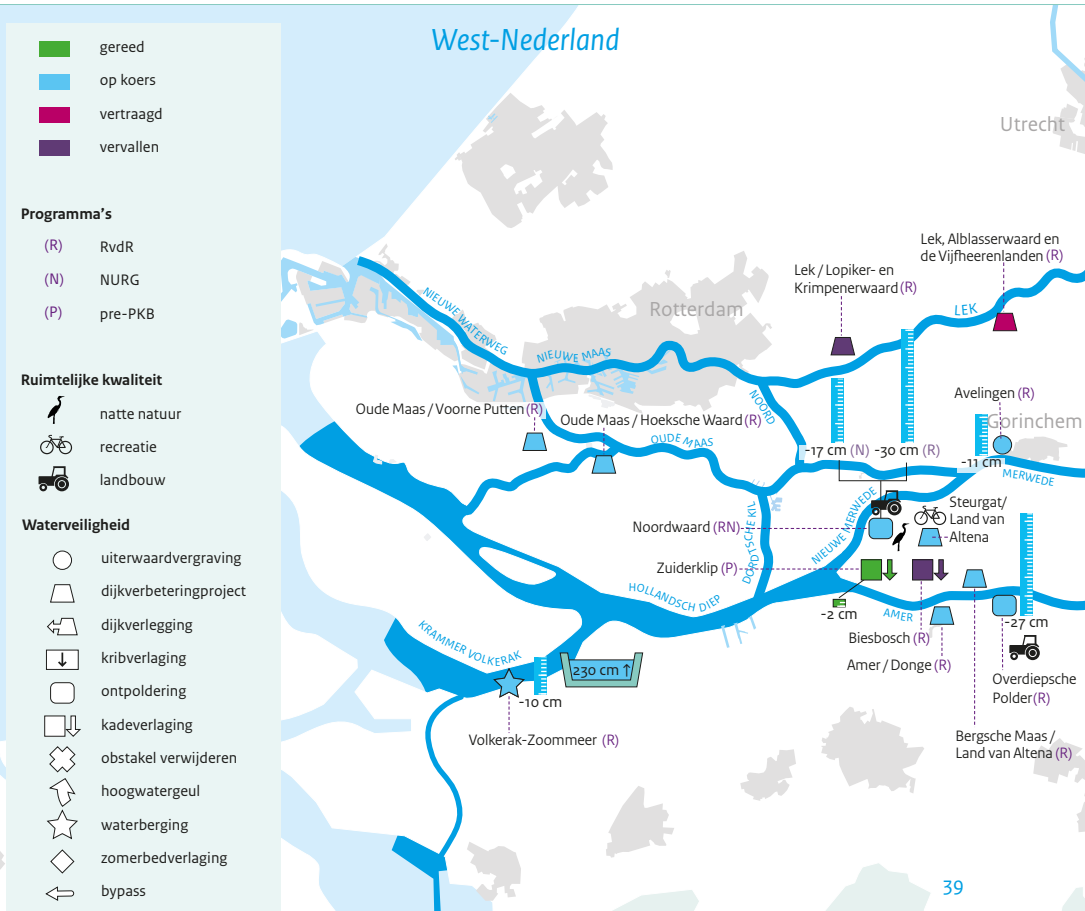 West-Nederland
gereed
op koers
vertraagd
vervallen
Programma's
(R) RvdR
(N) NURG
(P) pre-PKB
Ruimtelijke kwaliteit
natte natuur
recreatie
landbouw
Waterveiligheid
uiterwaardvergraving
dijkverbeteringproject
dijkverlegging
kribverlaging
ontpoldering
kadeverlaging
obstakel verwijderen
hoogwatergeul
waterberging
zomerbedverlaging
bypass
Utrecht
Lek, Alblasserwaard en
de Vijfheerenlanden (R)
Lek / Lopiker- en
Krimpenerwaard (R)
Rotterdam
LEK
NIEUWE WATERWEG
NIEUWE MAAS
NOORD
Avelingen (R)
Gorinchem
Oude Maas / Voorne Putten (R)
Oude Maas / Hoeksche Waard (R)
OUDE MAAS
-17 cm (N)
-30 cm (R)
-11 cm
MERWEDE
Steurgat/
Land van
Altena
Noordwaard (RN)
DORDTSCHE KIL
NIEUWE MERWEDE
Zuiderklip (P)
HOLLANDSCH DIEP
-2 cm
AMER
-27 cm
Biesbosch (R)
Amer / Donge (R)
KRAMMER VOLKERAK
230 cm ↑
-10 cm
Overdiepsche
Polder (R)
Volkerak-Zoommeer (R)
Bergsche Maas /
Land van Altena (R)
39